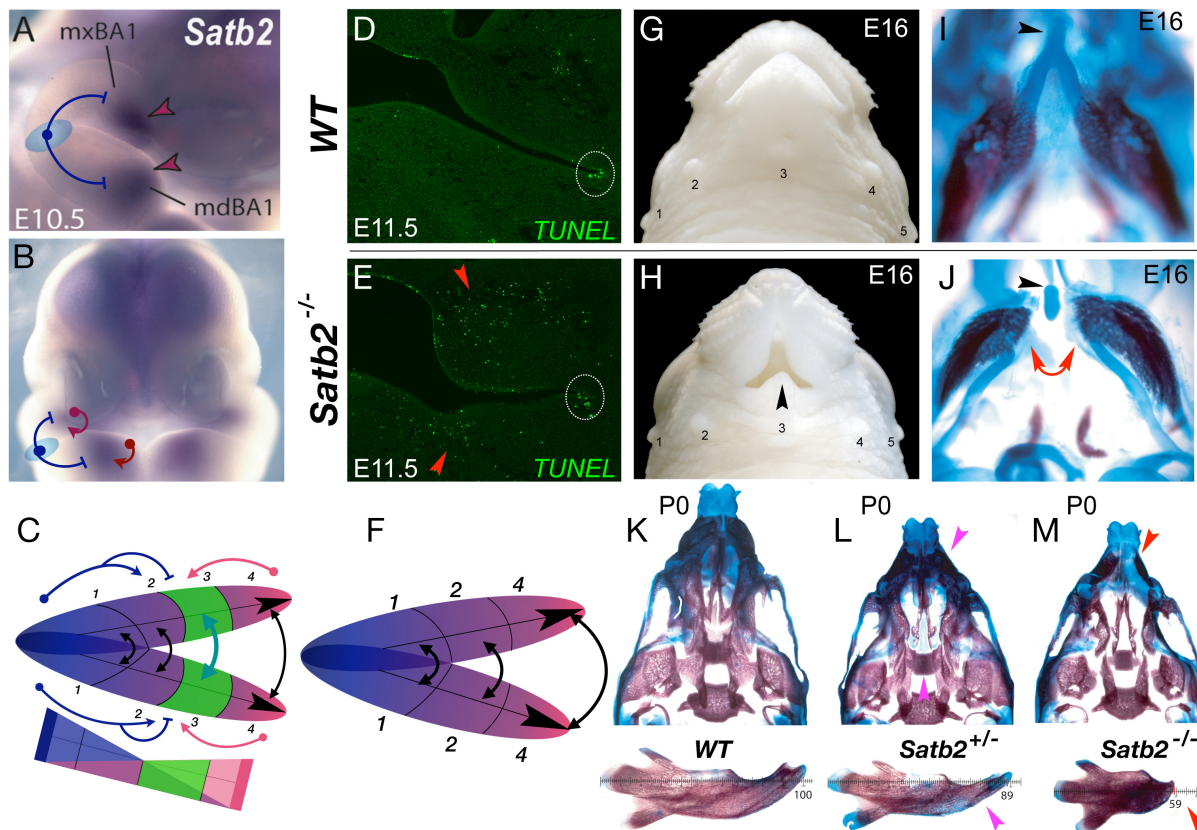 A
mxBA1
Satb2
mdBA1
E10.5
B
C
1
2
3
4
1
2
3
4
WT
Satb2-/-
D
E11.5
TUNEL
E
E11.5
TUNEL
F
1
2
4
1
2
4
G
E16
1
2
3
4
5
H
E16
1
2
3
4
5
I
E16
J
E16
K
P0
WT
100
L
P0
Satb2+/-
89
M
P0
Satb2-/-
59